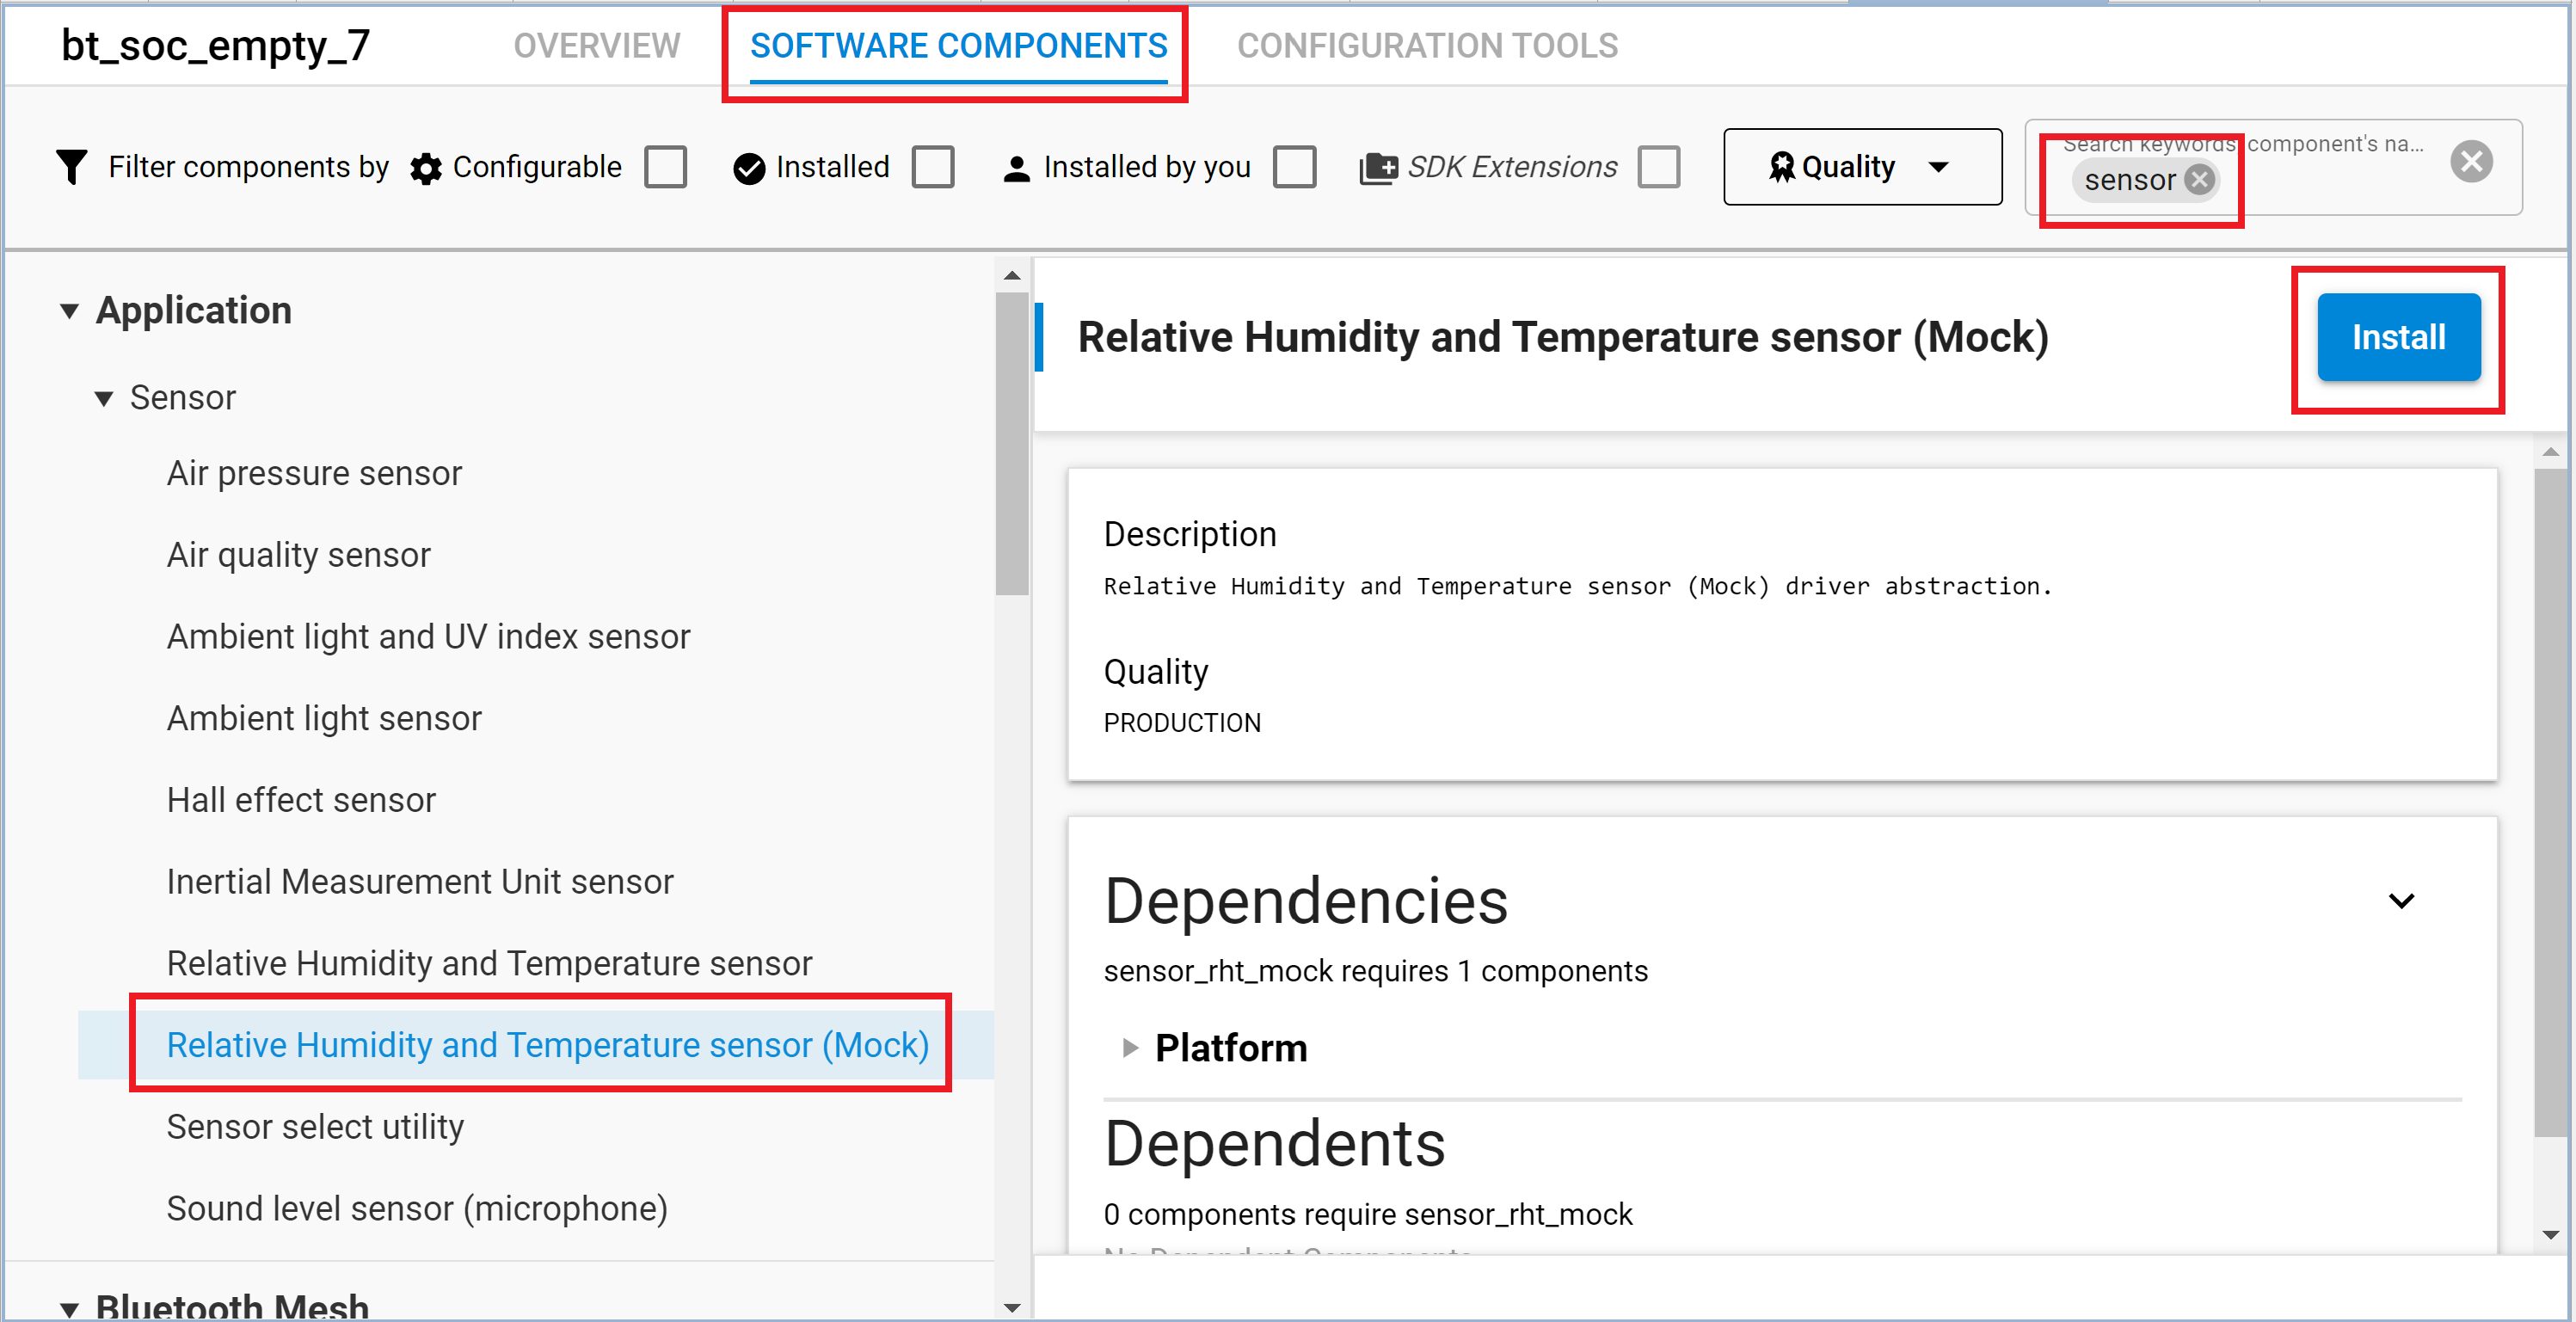 bt_soc_empty_7
OVERVIEW
SOFTWARE COMPONENTS
CONFIGURATION TOOLS
Filter components by
Configurable
Installed
Installed by you
SDK Extensions
Quality
Search keywords, component's na...
sensor
Application
Sensor
Air pressure sensor
Air quality sensor
Ambient light and UV index sensor
Ambient light sensor
Hall effect sensor
Inertial Measurement Unit sensor
Relative Humidity and Temperature sensor
Relative Humidity and Temperature sensor (Mock)
Sensor select utility
Sound level sensor (microphone)
Bluetooth Mesh
Relative Humidity and Temperature sensor (Mock)
Install
Description
Relative Humidity and Temperature sensor (Mock) driver abstraction.
Quality
PRODUCTION
Dependencies
sensor_rht_mock requires 1 components
Platform
Dependents
0 components require sensor_rht_mock
No Dependent Components